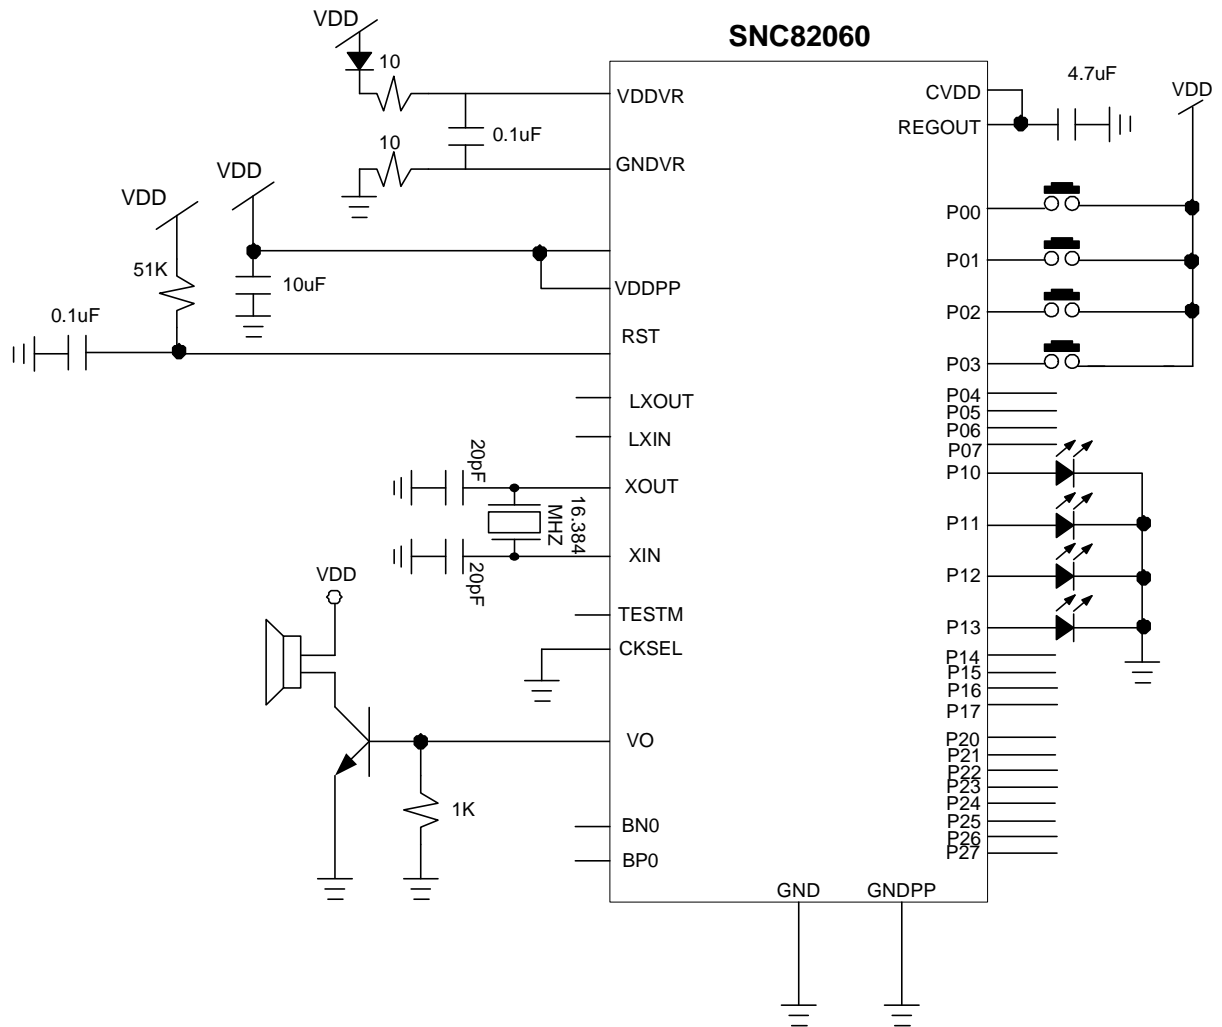 SNC82060
VDD
10
VDDVR
0.1uF
10
GNDVR
VDD
VDD
51K
10uF
VDDPP
0.1uF
RST
LXOUT
LXIN
20pF
XOUT
16.384
MHZ
XIN
20pF
VDD
TESTM
CKSEL
VO
1K
BN0
BP0
GND
GNDPP
CVDD
4.7uF
REGOUT
VDD
P00
P01
P02
P03
P04
P05
P06
P07
P10
P11
P12
P13
P14
P15
P16
P17
P20
P21
P22
P23
P24
P25
P26
P27